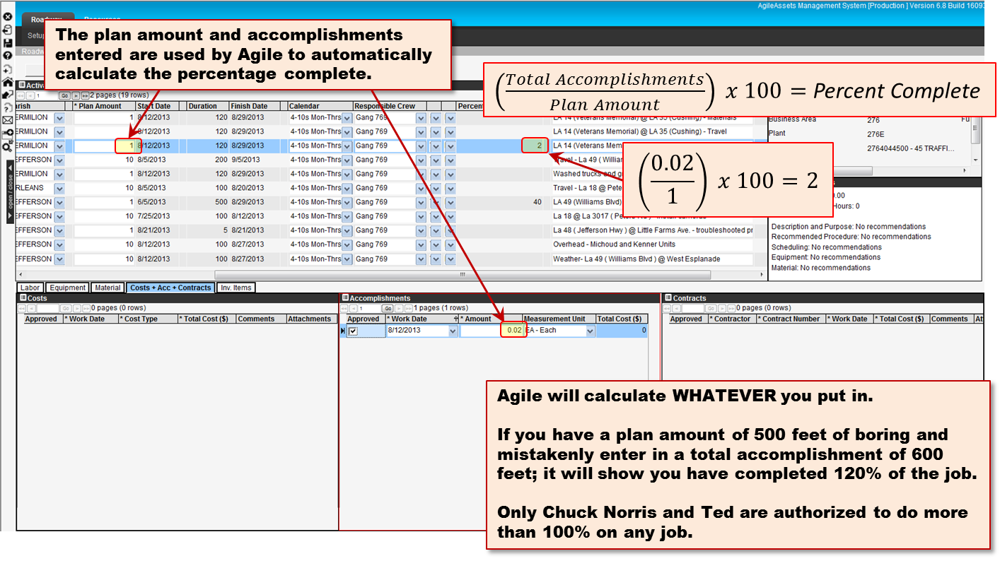 AgileAssets Management System [Production ] Version 6.8 Build 1609
Roadway Resources
Setup
The plan amount and accomplishments
entered are used by Agile to automatically
calculate the percentage complete.
(Total Accomplishments / Plan Amount) x 100 = Percent Complete
1 Go 2 pages (19 rows)
arish * Plan Amount Start Date Duration Finish Date Calendar Responsible Crew Percent
ERMILION 1 8/12/2013 120 8/29/2013 4-10s Mon-Thrs Gang 769 LA 14 (Veterans Memorial) @ LA 35 (Cushing) - Materials
ERMILION 8/12/2013 120 8/29/2013 4-10s Mon-Thrs Gang 769 LA 14 (Veterans Memorial) @ LA 35 (Cushing) - Travel
ERMILION 1 8/12/2013 120 8/29/2013 4-10s Mon-Thrs Gang 769 2 LA 14 (Veterans Mem
EFFERSON 10 8/5/2013 200 9/5/2013 4-10s Mon-Thrs Gang 769 Travel - La 49 ( Williar
ERMILION 1 8/12/2013 120 8/29/2013 4-10s Mon-Thrs Gang 769 Washed trucks and g
RLEANS 10 8/5/2013 100 8/20/2013 4-10s Mon-Thrs Gang 769 Travel - La 18 @ Pete
EFFERSON 1 6/5/2013 500 8/29/2013 4-10s Mon-Thrs Gang 769 40 LA 49 (Williams Blvd)
EFFERSON 10 7/25/2013 100 8/12/2013 4-10s Mon-Thrs Gang 769 La 18 @ La 3017 (
EFFERSON 1 8/21/2013 5 8/21/2013 4-10s Mon-Thrs Gang 769 La 48 ( Jefferson Hwy ) @ Little Farms Ave. - troubleshooted pr
EFFERSON 10 8/12/2013 100 8/27/2013 4-10s Mon-Thrs Gang 769 Overhead - Michoud and Kenner Units
EFFERSON 10 8/12/2013 100 8/27/2013 4-10s Mon-Thrs Gang 769 Weather- La 49 ( Williams Blvd ) @ West Esplanade
Business Area 276 Fu
Plant 276E
2764044500 - 45 TRAFFI...
(0.02 / 1) x 100 = 2
.00
Hours: 0
Description and Purpose: No recommendations
Recommended Procedure: No recommendations
Scheduling: No recommendations
Equipment: No recommendations
Material: No recommendations
open / close
Labor Equipment Material Costs + Acc + Contracts Inv. Items
Costs
Go 0 pages (0 rows)
Approved * Work Date * Cost Type * Total Cost ($) Comments Attachments
Accomplishments
1 Go 1 pages (1 rows)
Approved * Work Date * Amount Measurement Unit Total Cost ($)
8/12/2013 0.02 EA - Each 0
Contracts
Go 0 pages (0 rows)
Approved * Contractor * Contract Number * Work Date * Total Cost ($) Comments At
Agile will calculate WHATEVER you put in.
If you have a plan amount of 500 feet of boring and
mistakenly enter in a total accomplishment of 600
feet; it will show you have completed 120% of the job.
Only Chuck Norris and Ted are authorized to do more
than 100% on any job.